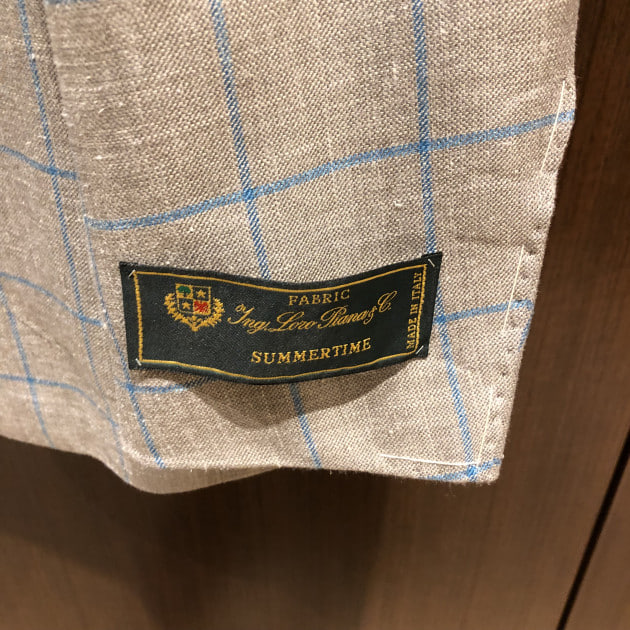 FABRIC
Ing. Loro Piana & C.
SUMMERTIME
MADE IN ITALY